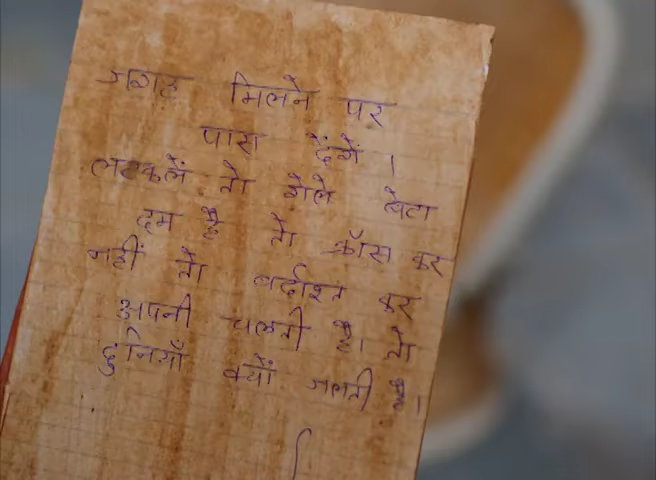 जगह मिलने पर
पास देंगें ।
लटकलें तो गेले बेटा
दम है तो क्रॉस कर
नहीं तो बर्दाश्त कर
अपनी चलती है। तो
दुनियाँ क्यों जलती है।